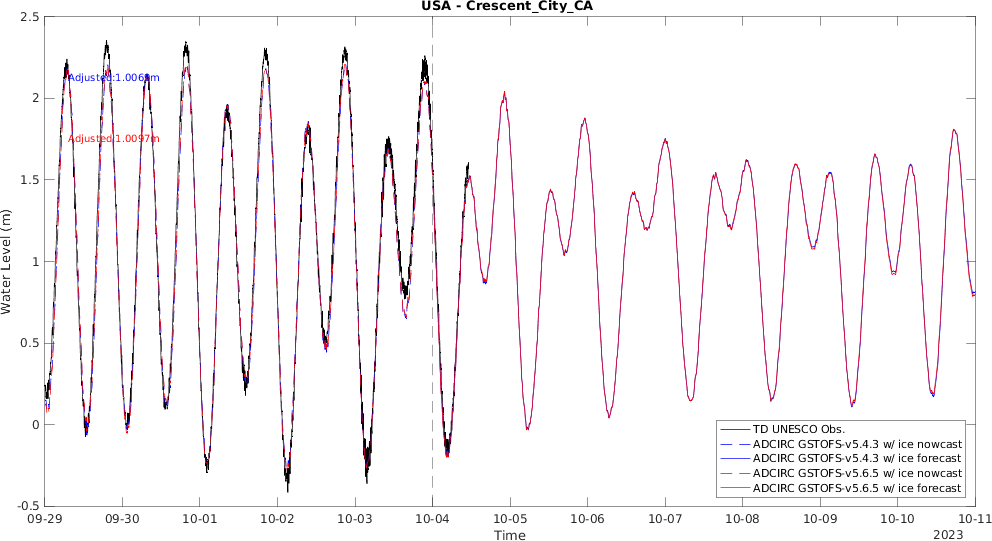 USA - Crescent_City_CA
2.5
2
1.5
1
0.5
0
-0.5
Water Level (m)
Adjusted:1.006m
Adjusted:1.0097m
TD UNESCO Obs.
ADCIRC GSTOFS-v5.4.3 w/ ice nowcast
ADCIRC GSTOFS-v5.4.3 w/ ice forecast
ADCIRC GSTOFS-v5.6.5 w/ ice nowcast
ADCIRC GSTOFS-v5.6.5 w/ ice forecast
09-29 09-30 10-01 10-02 10-03 10-04 10-05 10-06 10-07 10-08 10-09 10-10 10-11
Time
2023